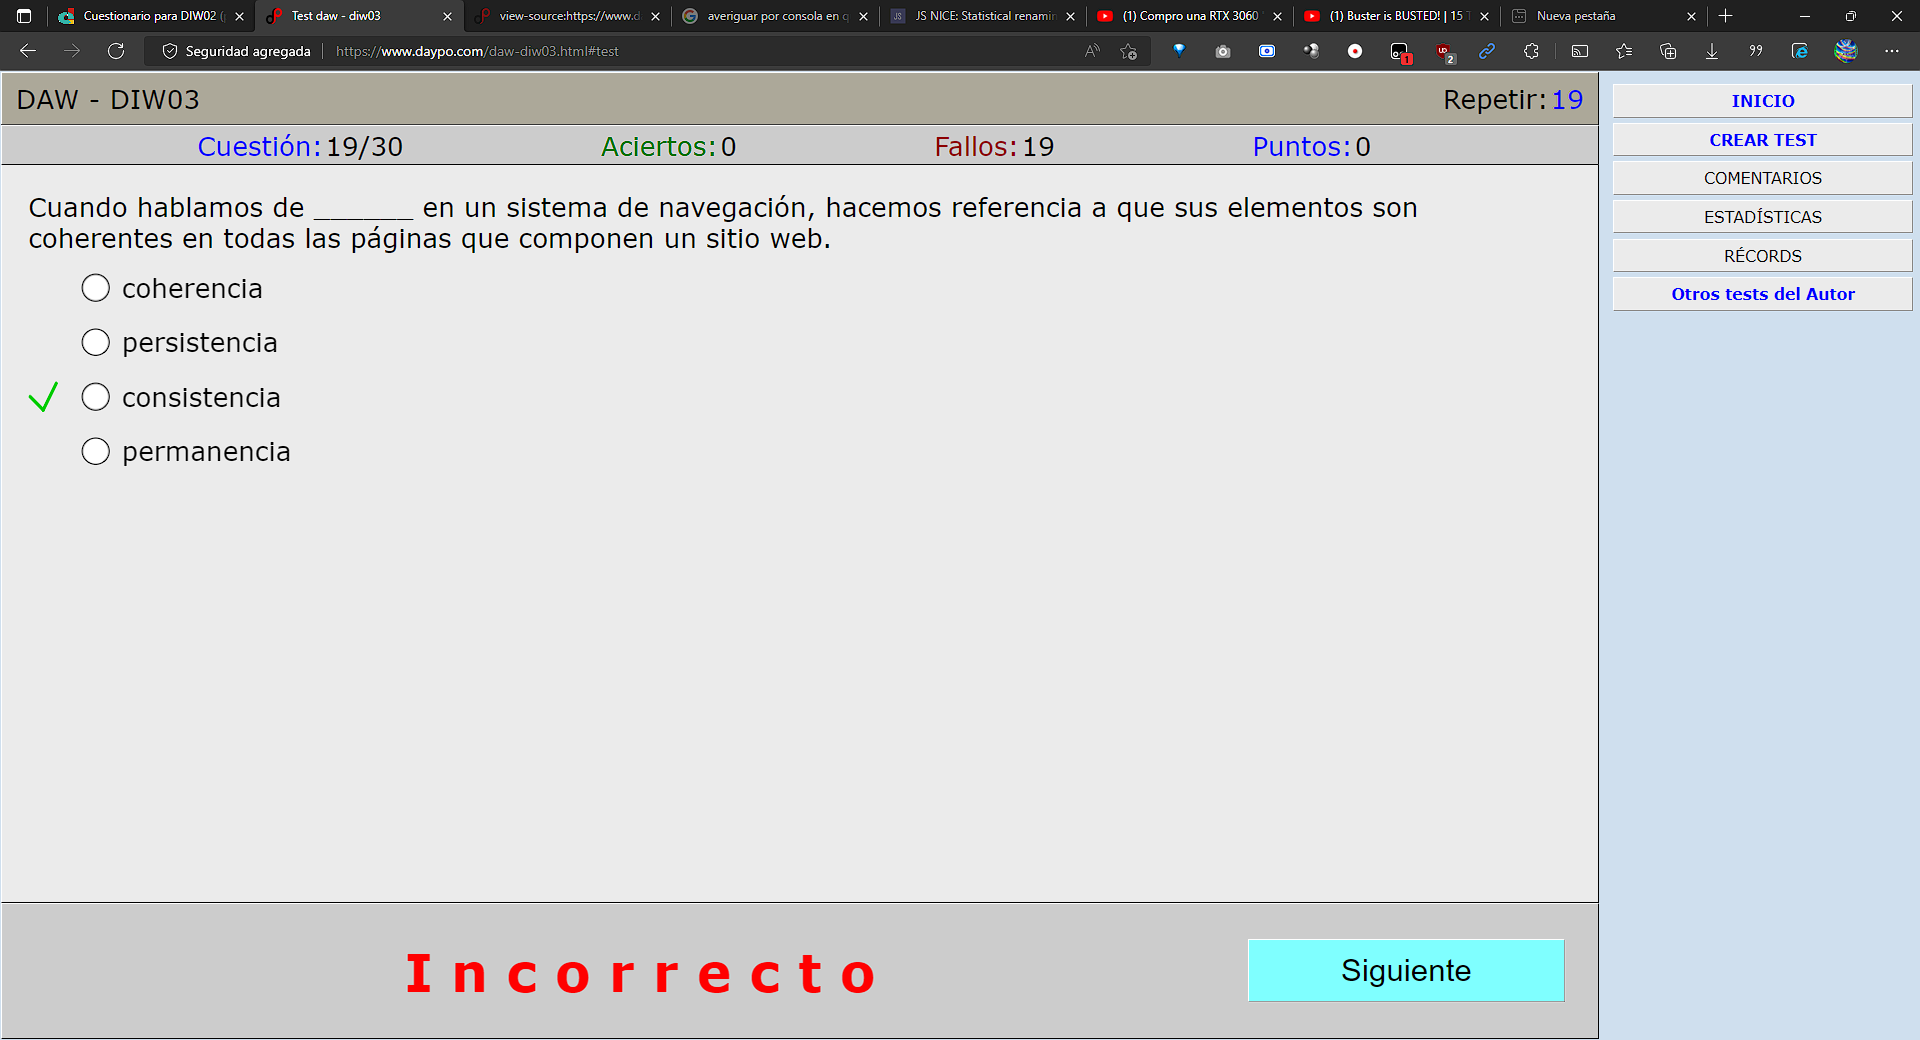 Cuestionario para DIW02 (
Test daw - diw03
view-source:https://www.d
averiguar por consola en q
JS NICE: Statistical renamin
(1) Compro una RTX 3060
(1) Buster is BUSTED! | 15
Nueva pestaña
Seguridad agregada
https://www.daypo.com/daw-diw03.html#test
DAW - DIW03
Repetir: 19
Cuestión: 19/30
Aciertos: 0
Fallos: 19
Puntos: 0
Cuando hablamos de ______ en un sistema de navegación, hacemos referencia a que sus elementos son
coherentes en todas las páginas que componen un sitio web.
coherencia
persistencia
consistencia
permanencia
Incorrecto
Siguiente
INICIO
CREAR TEST
COMENTARIOS
ESTADÍSTICAS
RÉCORDS
Otros tests del Autor